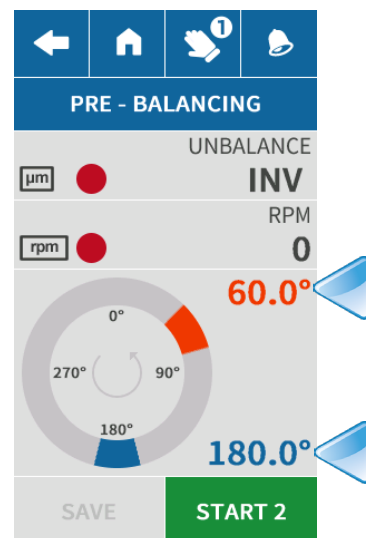 1
PRE - BALANCING
UNBALANCE
µm
INV
RPM
rpm
0
60.0°
0°
270°
90°
180°
180.0°
SAVE
START 2